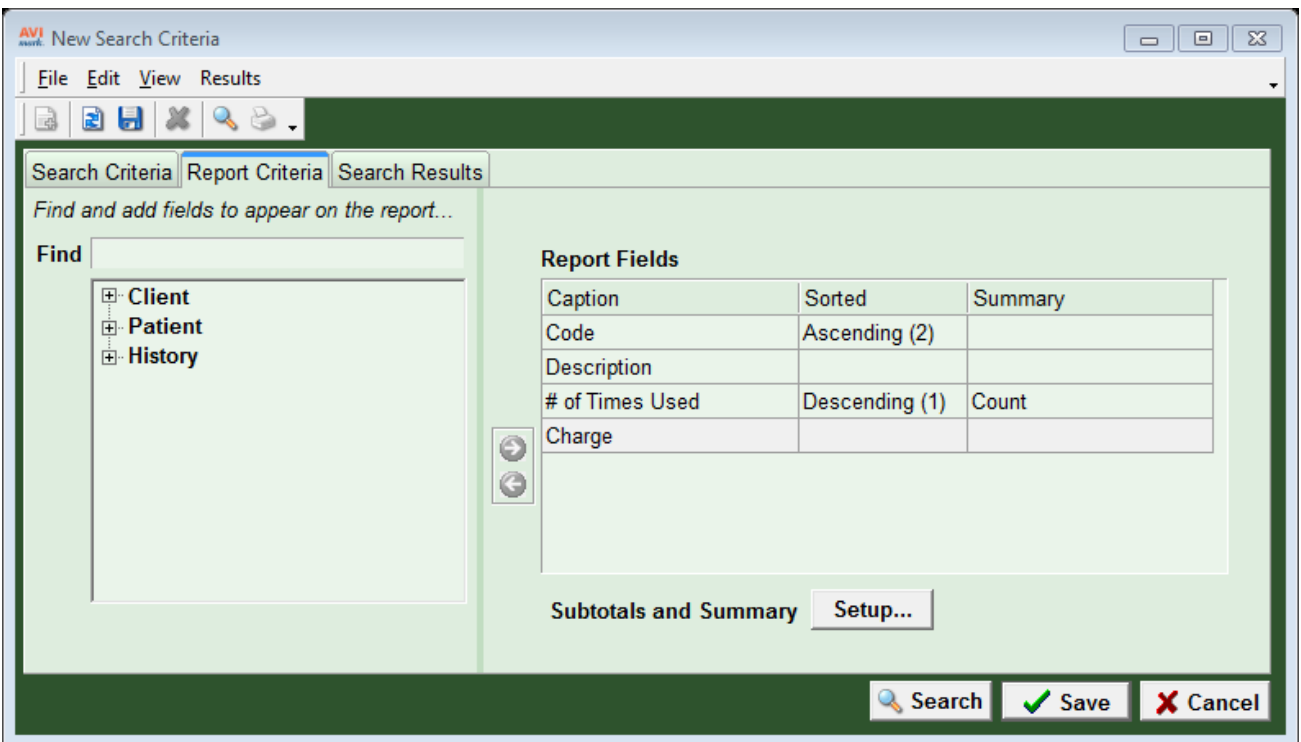 AVI mark. New Search Criteria
File Edit View Results
Search Criteria Report Criteria Search Results
Find and add fields to appear on the report...
Find
Client
Patient
History
Report Fields
Caption Sorted Summary
Code Ascending (2)
Description
# of Times Used Descending (1) Count
Charge
Subtotals and Summary Setup...
Search Save Cancel